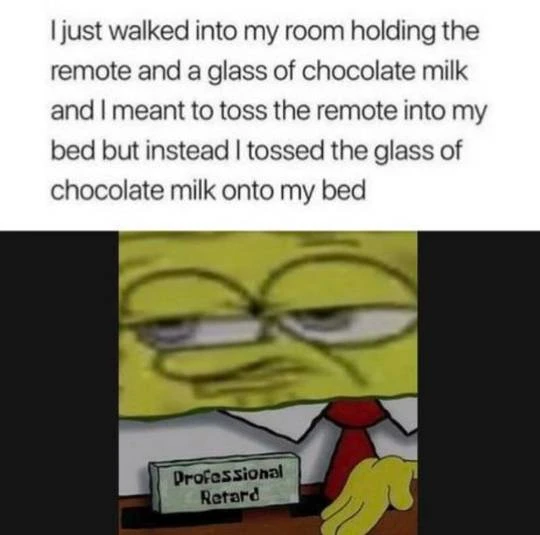 I just walked into my room holding the
remote and a glass of chocolate milk
and I meant to toss the remote into my
bed but instead I tossed the glass of
chocolate milk onto my bed
Professional
Retard